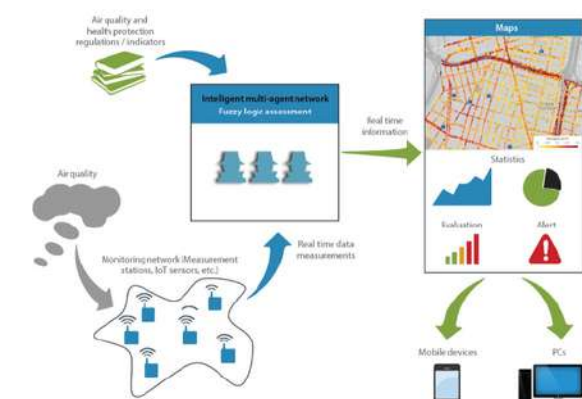 Air quality and
health protection
regulations / indicators
Intelligent multi-agent network
Fuzzy logic assessment
Real time
information
Maps
Statistics
Evaluation
Alert
Air quality
Nonitoring network (Measurement
stations, IoT sensors, etc.)
Real time data
measurements
Mobile devices
PCs